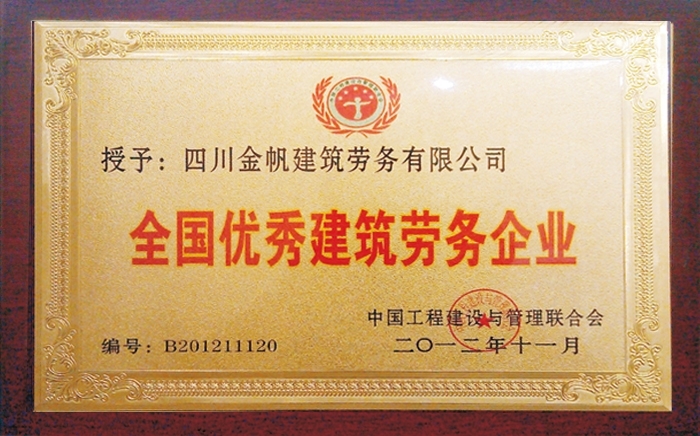 授予：四川金帆建筑劳务有限公司
全国优秀建筑劳务企业
中国工程建设与管理联合会
编号：B201211120
二〇一二年十一月